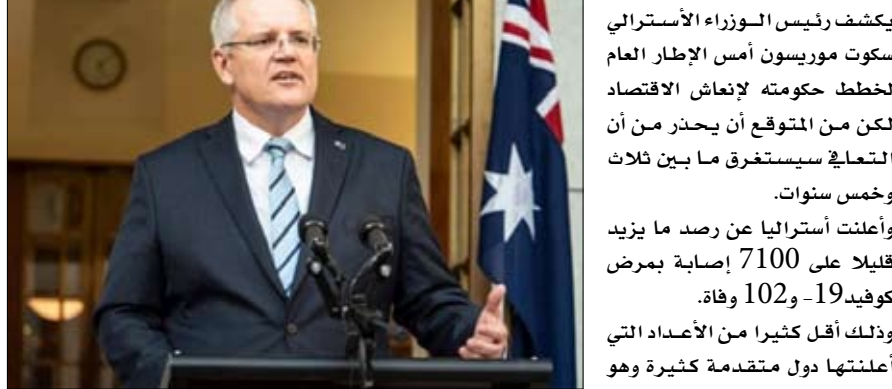 يكشف رئيس الوزراء الأسترالي
سكوت موريسون أمس الإطار العام
لخطط حكومته لإنعاش الاقتصاد
لكن من المتوقع أن يحذر من أن
التعافي سيستغرق ما بين ثلاث
وخمس سنوات.
وأعلنت أستراليا عن رصد ما يزيد
قليلا على 7100 إصابة بمرض
كوفيد19- و102 وفاة.
وذلك أقل كثيرا من الأعداد التي
أعلنتها دول متقدمة كثيرة وهو